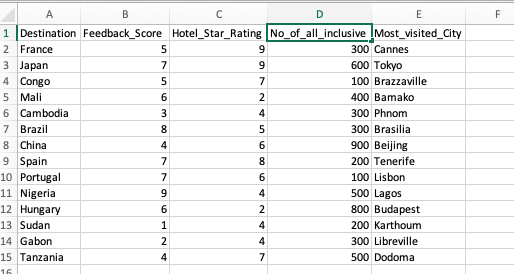 A B C D E F
1 Destination Feedback_Score Hotel_Star_Rating No_of_all_inclusive Most_visited_City
2 France 5 9 300 Cannes
3 Japan 7 9 600 Tokyo
4 Congo 5 7 100 Brazzaville
5 Mali 6 2 400 Bamako
6 Cambodia 3 4 300 Phnom
7 Brazil 8 5 300 Brasilia
8 China 4 6 900 Beijing
9 Spain 7 8 200 Tenerife
10 Portugal 7 6 100 Lisbon
11 Nigeria 9 4 500 Lagos
12 Hungary 6 2 800 Budapest
13 Sudan 1 4 200 Karthoum
14 Gabon 2 4 300 Libreville
15 Tanzania 4 7 500 Dodoma